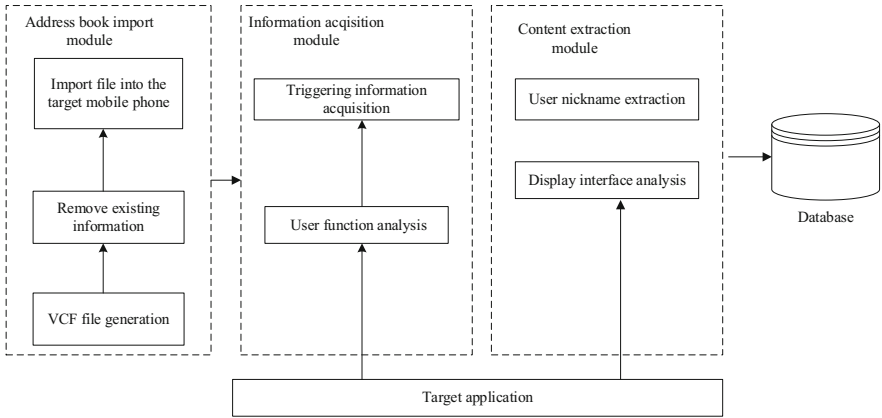 Address book import
module
Import file into the
target mobile phone
Remove existing
information
VCF file generation
Information acqisition
module
Triggering information
acquisition
User function analysis
Content extraction
module
User nickname extraction
Display interface analysis
Database
Target application